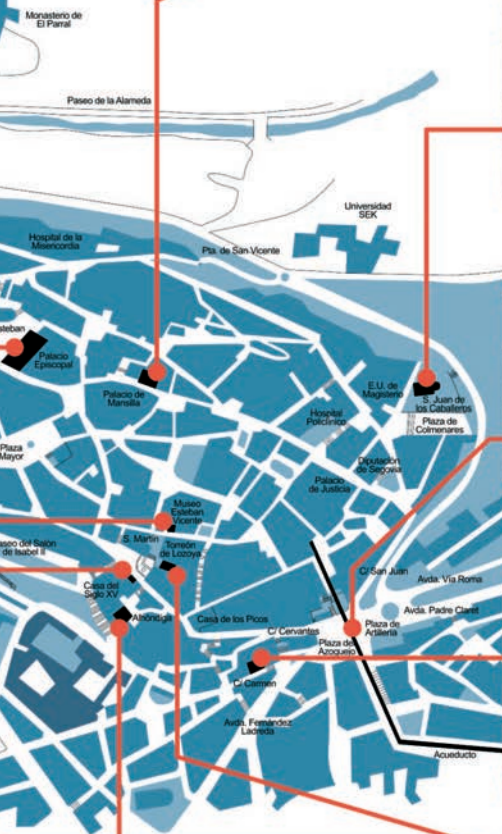 Monasterio de
El Parral
Paseo de la Alameda
Universidad
SEK
Hospital de la
Misericordia
Pta. de San Vicente
steban
Palacio
Episcopal
Palacio de
Mansilla
E.U. de
Magisterio
S. Juan de
los Caballeros
Plaza de
Colmenares
Hospital
Policlínico
Plaza
Mayor
Diputación
de Segovia
Palacio
de Justicia
Museo
Esteban
Vicente
S. Martín
Torreón
de Lozoya
aseo del Salón
de Isabel II
Casa del
Siglo XV
C/ San Juan
Avda. Vía Roma
Alhóndiga
Casa de los Picos
Avda. Padre Claret
C/ Cervantes
Plaza de
Artillería
Plaza del
Azoguejo
C/ Carmen
Avda. Fernández
Ladreda
Acueducto